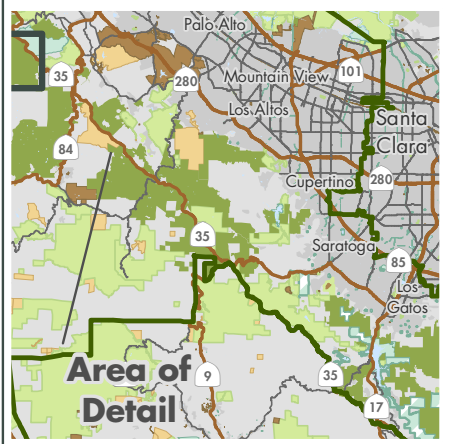 Palo Alto
35
101
280
Mountain View
Los Altos
Santa
Clara
84
Cupertino
280
35
Saratoga
85
Los
Gatos
Area of
Detail
9
35
17